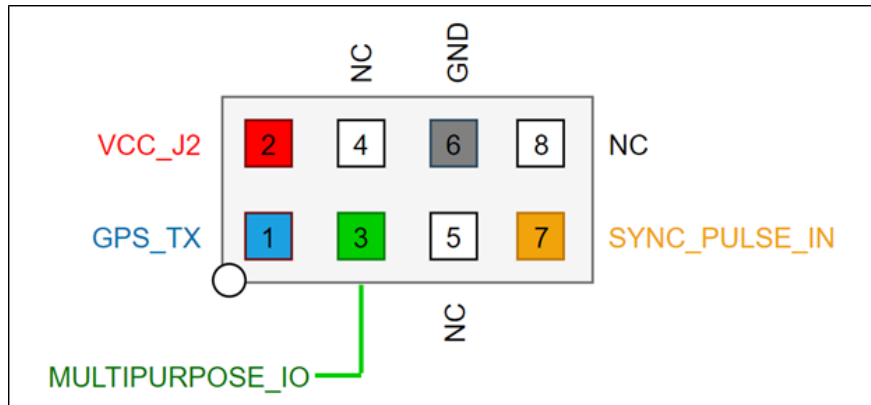 NC GND
VCC_J2 2 4 6 8 NC
GPS_TX 1 3 5 7 SYNC_PULSE_IN
NC
MULTIPURPOSE_IO